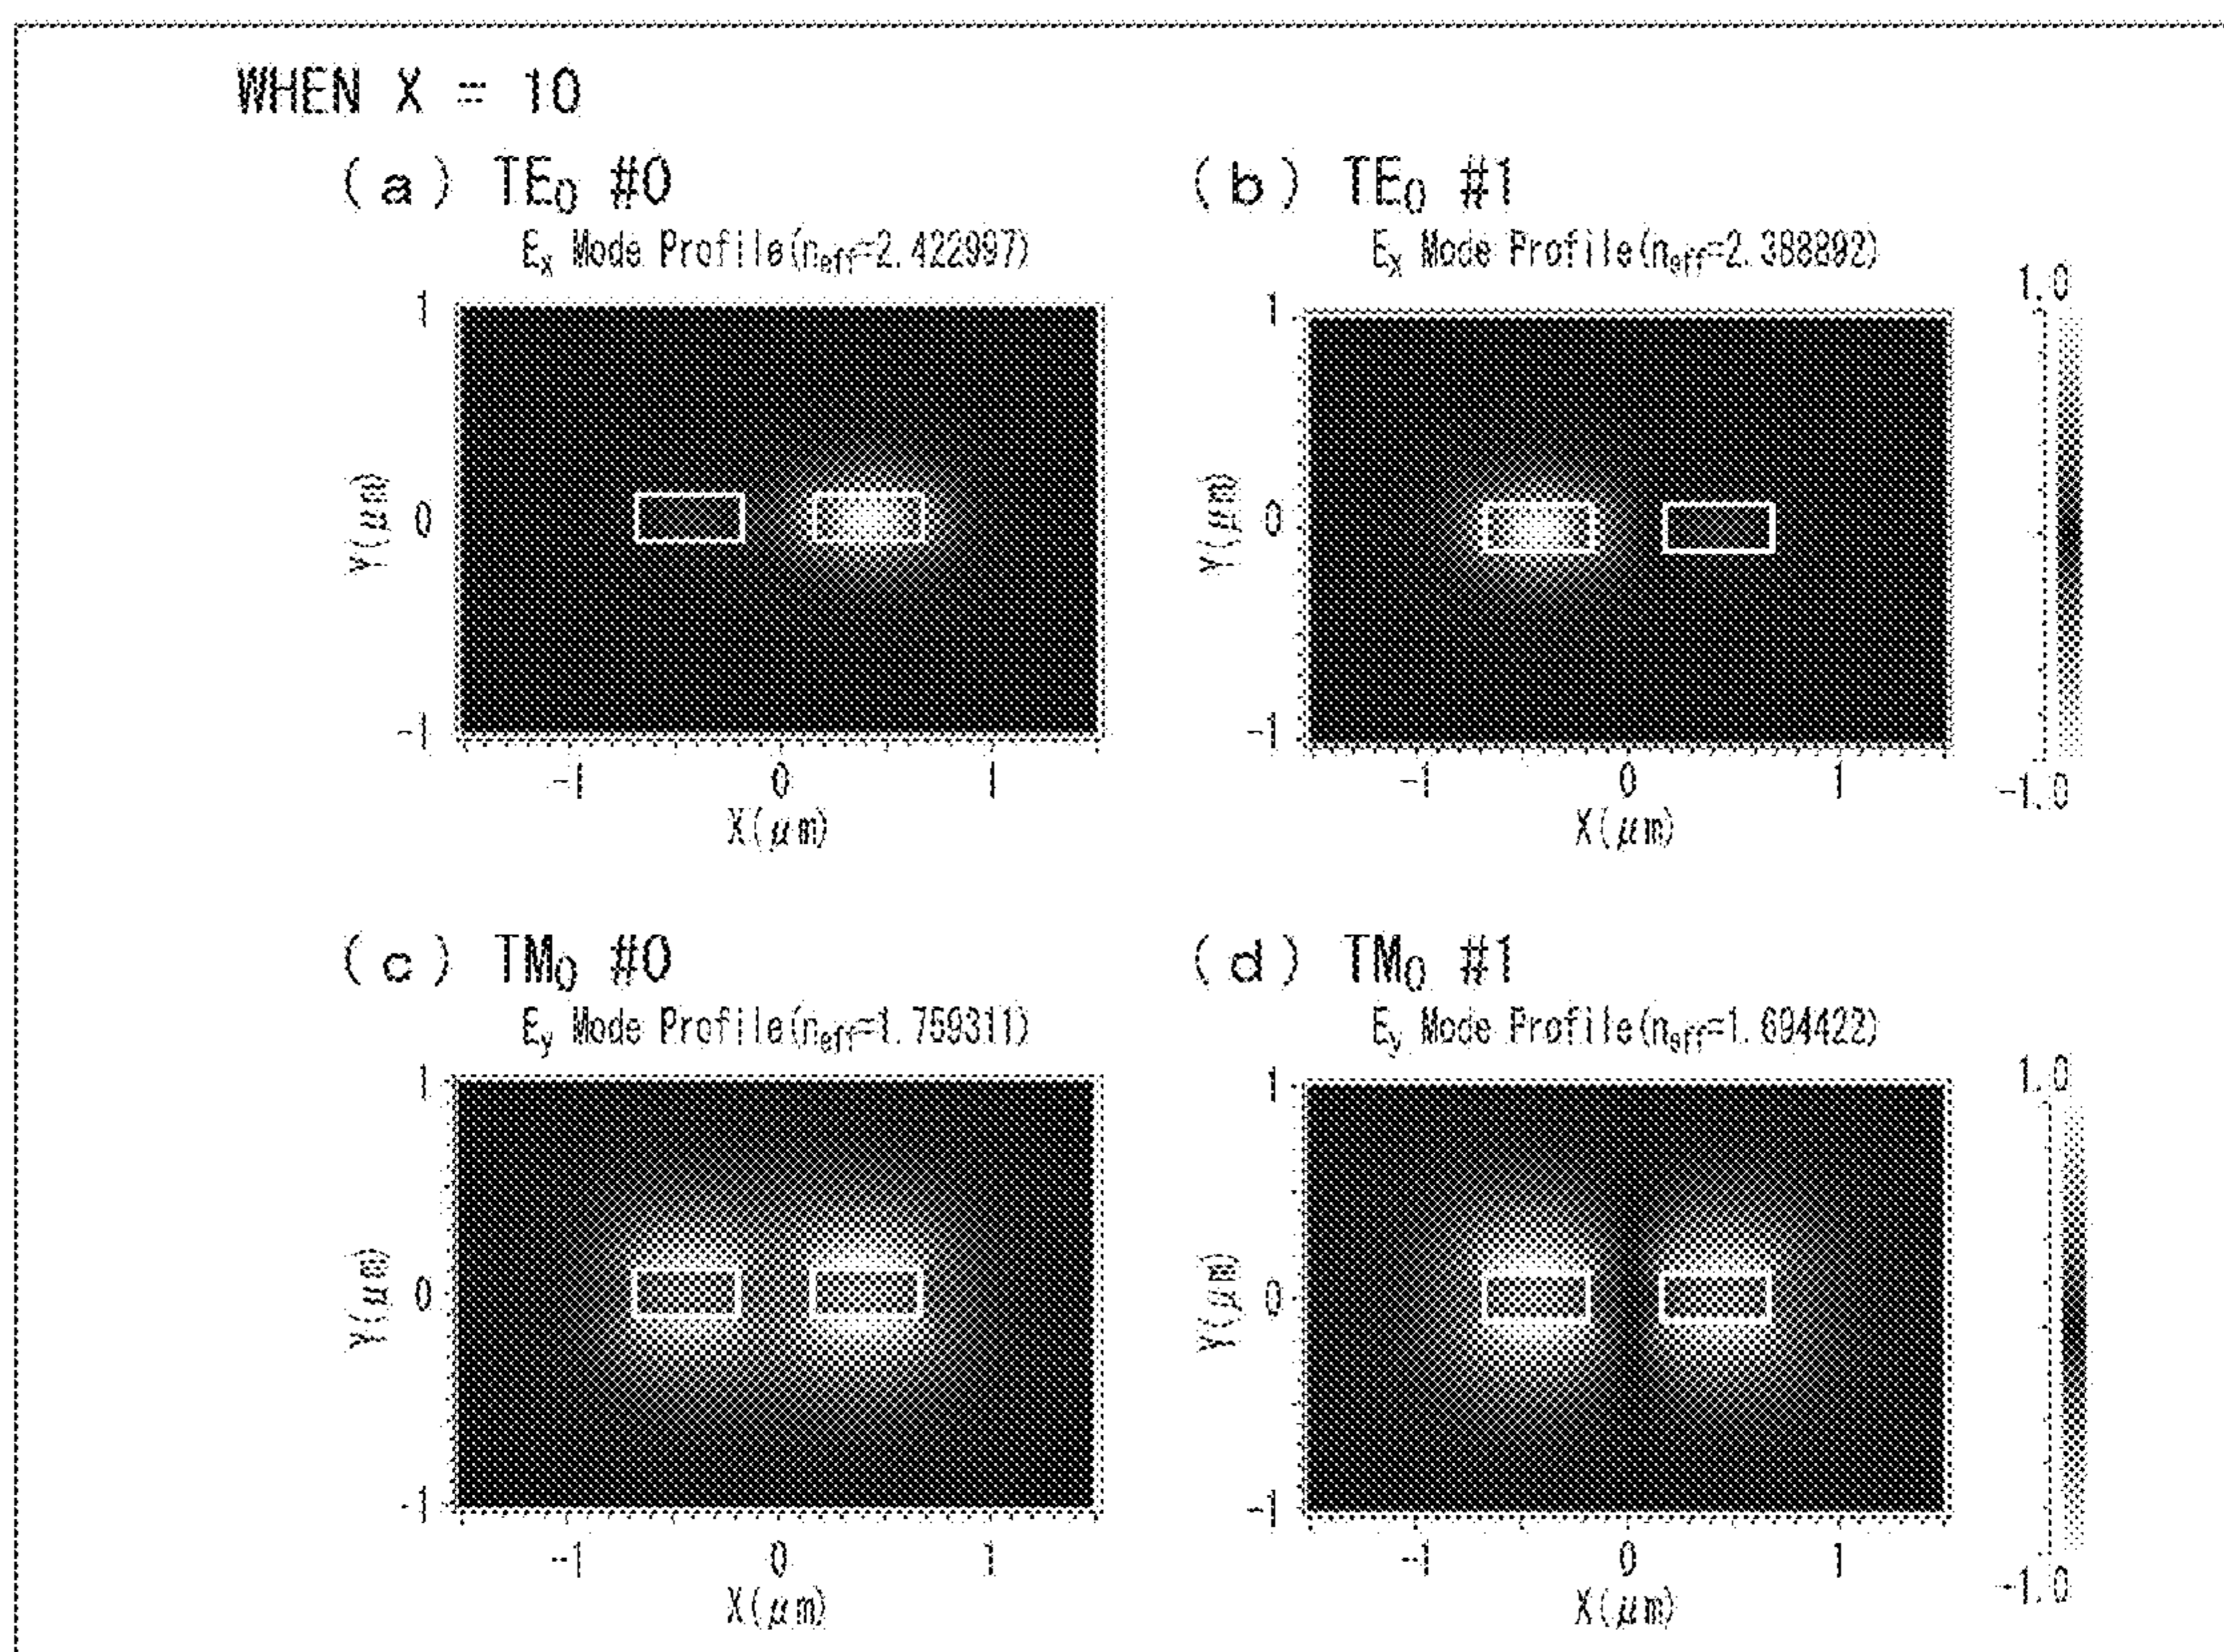 WHEN X = 10
(a) TE0 #0
(b) TE0 #1
Ex Mode Profile(neff=2.422997)
Ex Mode Profile(neff=2.388892)
1
0
-1
Y(μm)
-1 0 1
X(μm)
1
0
-1
Y(μm)
-1 0 1
X(μm)
1.0
-1.0
(c) TM0 #0
(d) TM0 #1
Ey Mode Profile(neff=1.759311)
Ey Mode Profile(neff=1.694422)
1
0
-1
Y(μm)
-1 0 1
X(μm)
1
0
-1
Y(μm)
-1 0 1
X(μm)
1.0
-1.0